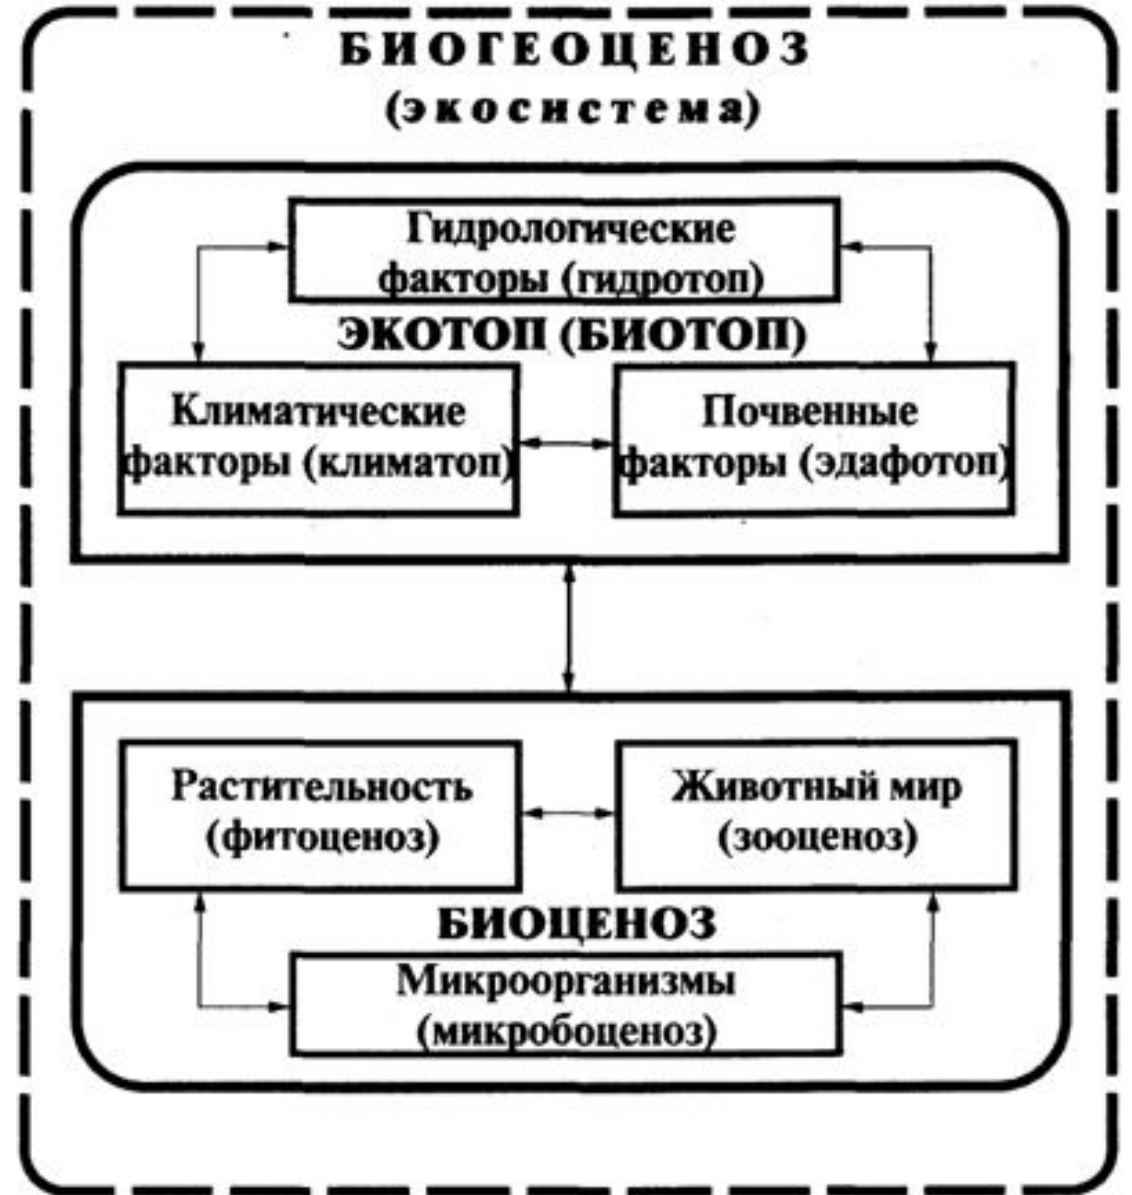 БИОГЕОЦЕНОЗ
(экосистема)
Гидрологические
факторы (гидротоп)
ЭКОТОП (БИОТОП)
Климатические
факторы (климатоп)
Почвенные
факторы (эдафотоп)
Растительность
(фитоценоз)
Животный мир
(зооценоз)
БИОЦЕНОЗ
Микроорганизмы
(микробоценоз)